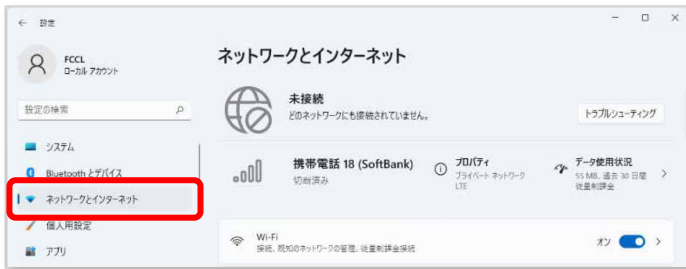 ← 設定
FCCL
ローカル アカウント
設定の検索
システム
Bluetooth とデバイス
ネットワークとインターネット
個人用設定
アプリ
ネットワークとインターネット
未接続
どのネットワークにも接続されていません。
トラブルシューティング
携帯電話 18 (SoftBank)
切断済み
プロパティ
プライベート ネットワーク
LTE
データ使用状況
55 MB、過去 30 日間
従量制課金
Wi-Fi
接続、既知のネットワークの管理、従量制課金接続
オン